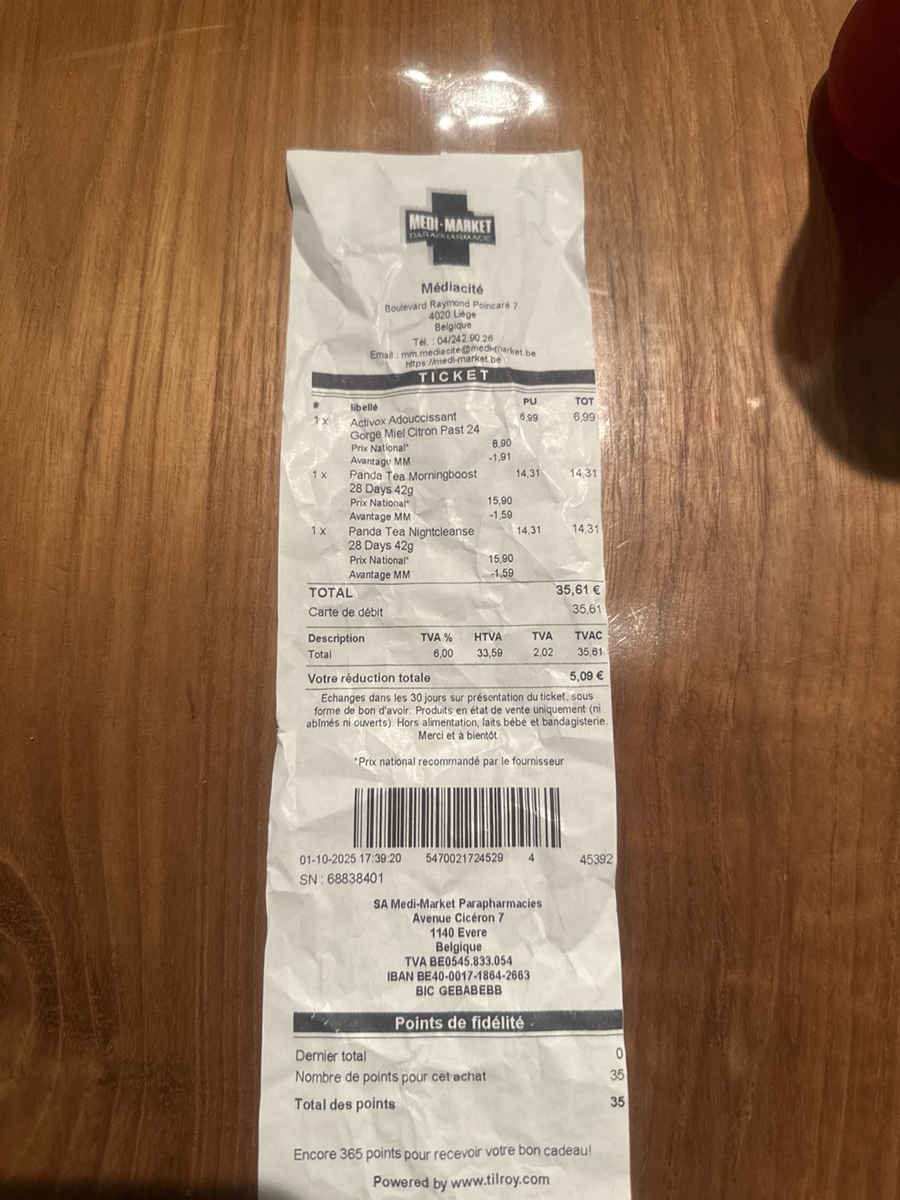 MEDI-MARKET
PARAPHARMACIE
Médiacité
Boulevard Raymond Poincaré 7
4020 Liège
Belgique
Tél. : 04/242.90.26
Email : mm.mediacite@medi-market.be
https://medi-market.be
TICKET
# libellé PU TOT
1 x Activox Adoucissant 6,99 6,99
Gorge Miel Citron Past 24
Prix National* 8,90
Avantage MM -1,91
1 x Panda Tea Morningboost 14,31 14,31
28 Days 42g
Prix National* 15,90
Avantage MM -1,59
1 x Panda Tea Nightcleanse 14,31 14,31
28 Days 42g
Prix National* 15,90
Avantage MM -1,59
TOTAL 35,61 €
Carte de débit 35,61
Description TVA % HTVA TVA TVAC
Total 6,00 33,59 2,02 35,61
Votre réduction totale 5,09 €
Echanges dans les 30 jours sur présentation du ticket, sous
forme de bon d'avoir. Produits en état de vente uniquement (ni
abîmés ni ouverts). Hors alimentation, laits bébé et bandagisterie.
Merci et à bientôt
*Prix national recommandé par le fournisseur
01-10-2025 17:39:20 5470021724529 4 45392
SN : 68838401
SA Medi-Market Parapharmacies
Avenue Cicéron 7
1140 Evere
Belgique
TVA BE0545.833.054
IBAN BE40-0017-1864-2663
BIC GEBABEBB
Points de fidélité
Dernier total 0
Nombre de points pour cet achat 35
Total des points 35
Encore 365 points pour recevoir votre bon cadeau!
Powered by www.tilroy.com